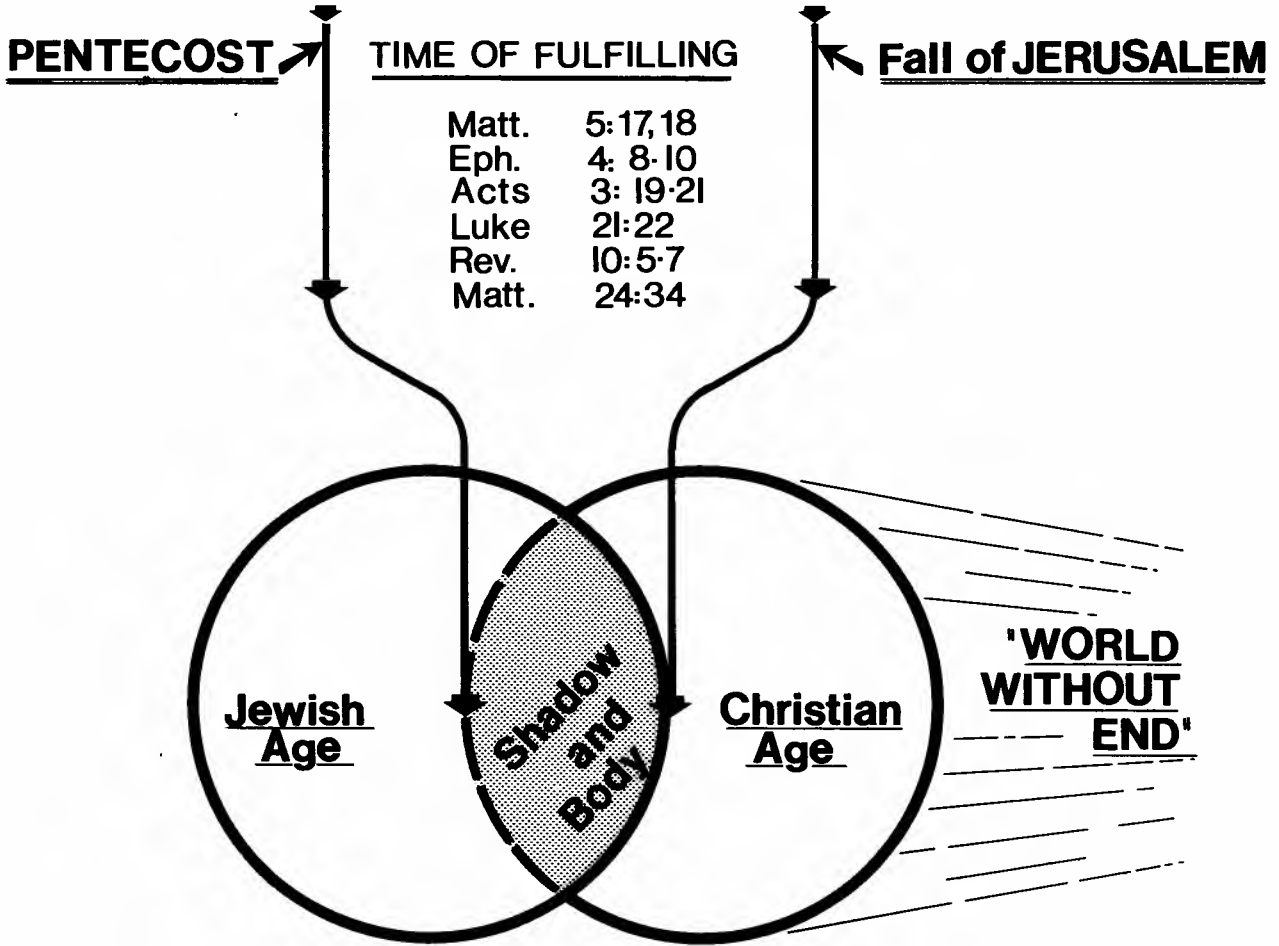 PENTECOST
TIME OF FULFILLING
Fall of JERUSALEM
Matt. 5:17,18
Eph. 4: 8-10
Acts 3: 19-21
Luke 21:22
Rev. 10:5-7
Matt. 24:34
Jewish
Age
Shadow
and
Body
Christian
Age
"WORLD
WITHOUT
END"